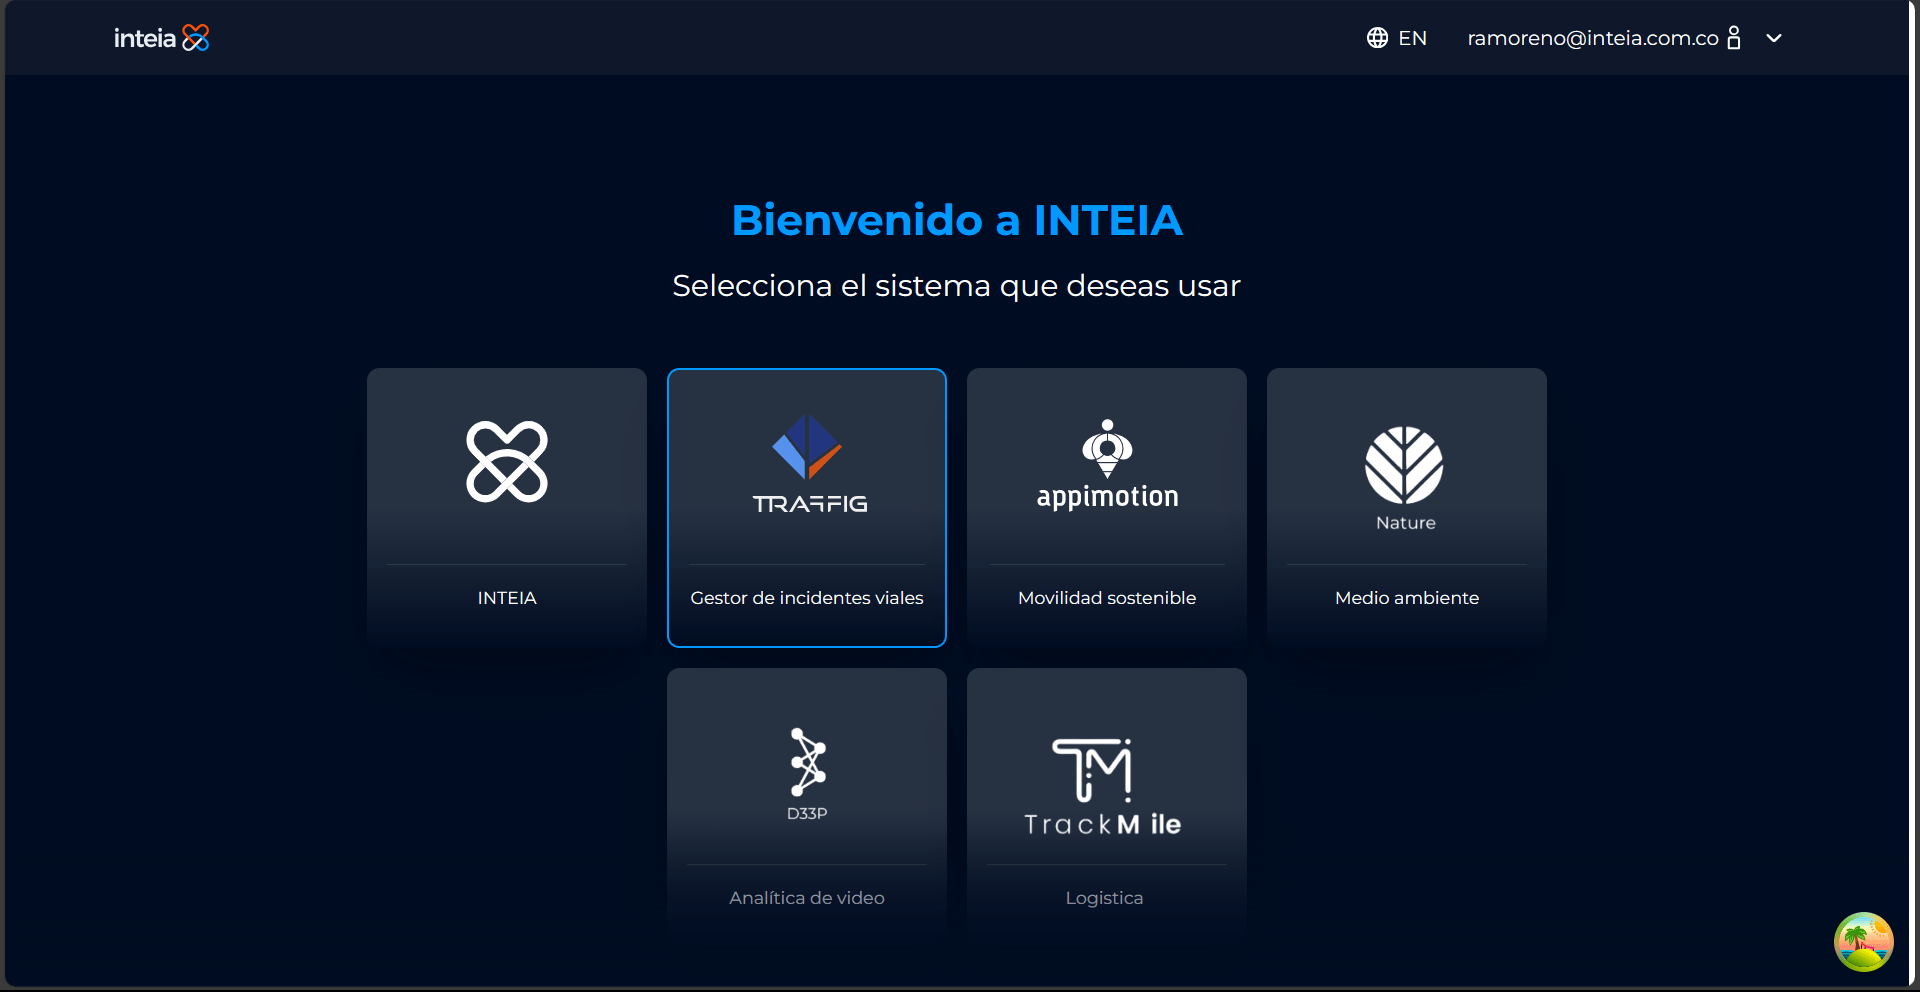 inteia
EN
ramoreno@inteia.com.co
Bienvenido a INTEIA
Selecciona el sistema que deseas usar
TRAFFIG
appimotion
Nature
INTEIA
Gestor de incidentes viales
Movilidad sostenible
Medio ambiente
D33P
TM
TrackMile
Analítica de video
Logistica